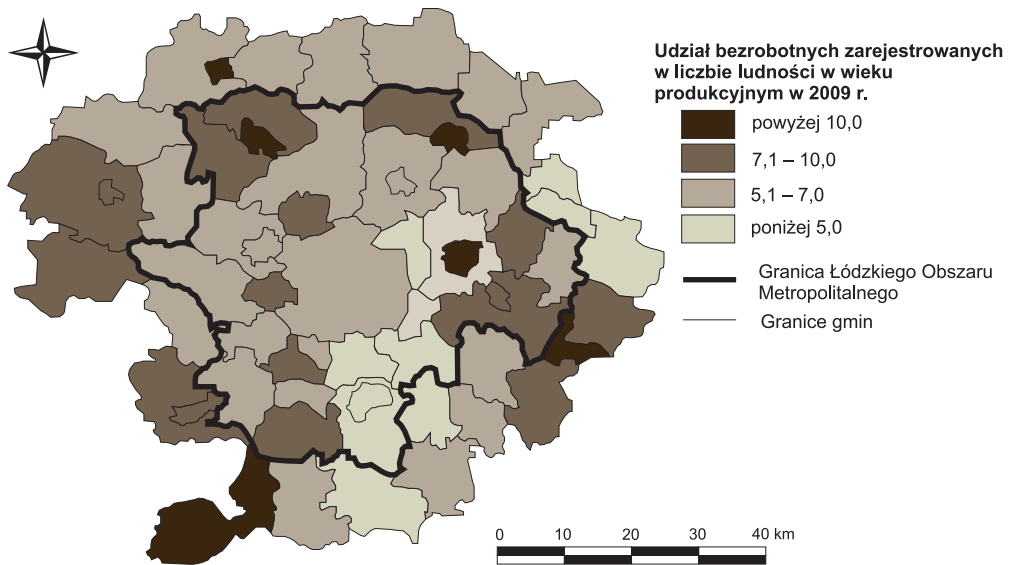 Udział bezrobotnych zarejestrowanych
w liczbie ludności w wieku
produkcyjnym w 2009 r.
powyżej 10,0
7,1 – 10,0
5,1 – 7,0
poniżej 5,0
Granica Łódzkiego Obszaru
Metropolitalnego
Granice gmin
0 10 20 30 40 km